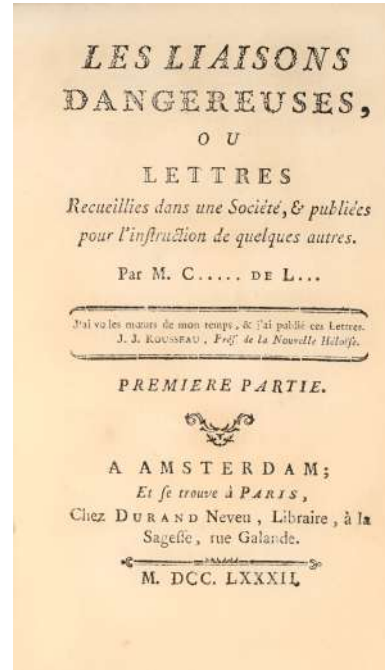 LES LIAISONS
DANGEREUSES,
OU
LETTRES
Recueillies dans une Société, & publiées
pour l'inſtruction de quelques autres.
Par M. C..... DE L...
J'ai vu les mœurs de mon temps, & j'ai publié ces Lettres.
J. J. ROUSSEAU, Préf. de la Nouvelle Héloïſe.
PREMIERE PARTIE.
A AMSTERDAM;
Et ſe trouve à PARIS,
Chez DURAND Neveu, Libraire, à la
Sageſſe, rue Galande.
M. DCC. LXXXII.